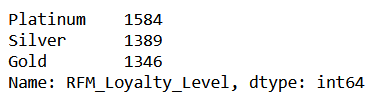 Platinum    1584
Silver      1389
Gold        1346
Name: RFM_Loyalty_Level, dtype: int64